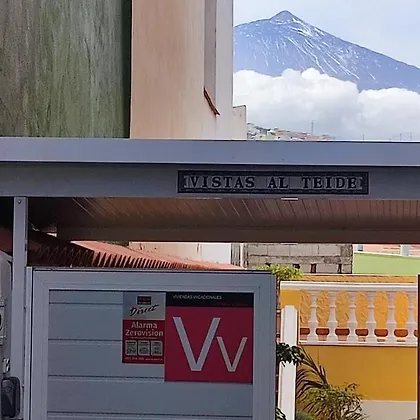 VISTAS AL TEIDE
VIVIENDAS VACACIONALES
Direct
Alarma
Zerovision
Vv